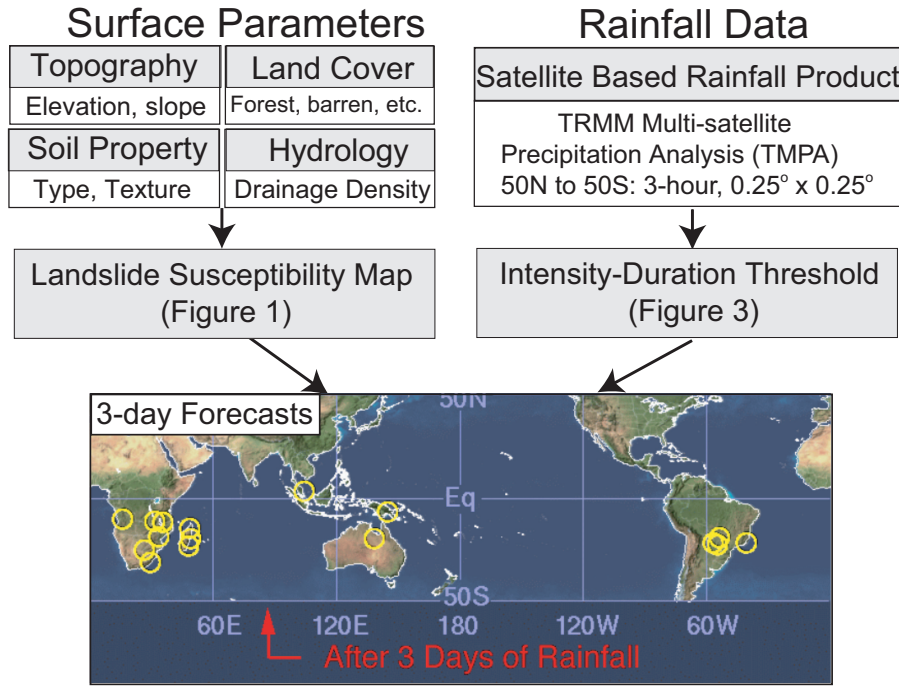 Surface Parameters
Topography
Elevation, slope
Land Cover
Forest, barren, etc.
Soil Property
Type, Texture
Hydrology
Drainage Density
Landslide Susceptibility Map
(Figure 1)
Rainfall Data
Satellite Based Rainfall Product
TRMM Multi-satellite
Precipitation Analysis (TMPA)
50N to 50S: 3-hour, 0.25° x 0.25°
Intensity-Duration Threshold
(Figure 3)
3-day Forecasts
50N
Eq
50S
60E 120E 180 120W 60W
After 3 Days of Rainfall